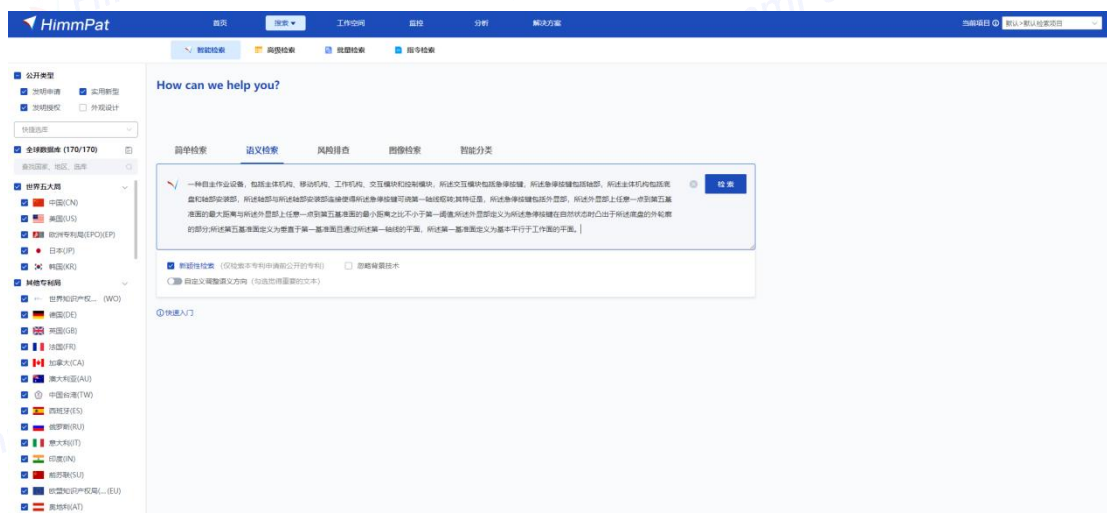 HimmPat
首页
搜索
工作空间
监控
分析
解决方案
当前项目
默认>默认检索项目
智能检索
高级检索
批量检索
指令检索
公开类型
发明申请
实用新型
发明授权
外观设计
快捷选库
全球数据库 (170/170)
查找国家、地区、选库
世界五大局
中国(CN)
美国(US)
欧洲专利局(EPO)(EP)
日本(JP)
韩国(KR)
其他专利局
世界知识产权... (WO)
德国(DE)
英国(GB)
法国(FR)
加拿大(CA)
澳大利亚(AU)
中国台湾(TW)
西班牙(ES)
俄罗斯(RU)
意大利(IT)
印度(IN)
前苏联(SU)
欧盟知识产权局(...(EU)
奥地利(AT)
How can we help you?
简单检索
语义检索
风险排查
图像检索
智能分类
一种自主作业设备，包括主体机构、移动机构、工作机构、交互模块和控制模块，所述交互模块包括急停按键，所述急停按键包括轴部，所述主体机构包括底
盘和轴部安装部，所述轴部与所述轴部安装部连接使得所述急停按键可绕第一轴线枢转;其特征是，所述急停按键包括外显部，所述外显部上任意一点到第五基
准面的最大距离与所述外显部上任意一点到第五基准面的最小距离之比不小于第一阈值;所述外显部定义为所述急停按键在自然状态时凸出于所述底盘的外轮廓
的部分;所述第五基准面定义为垂直于第一基准面且通过所述第一轴线的平面，所述第一基准面定义为基本平行于工作面的平面。
检索
新颖性检索 (仅检索本专利申请前公开的专利)
忽略背景技术
自定义调整语义方向 (勾选觉得重要的文本)
快速入门